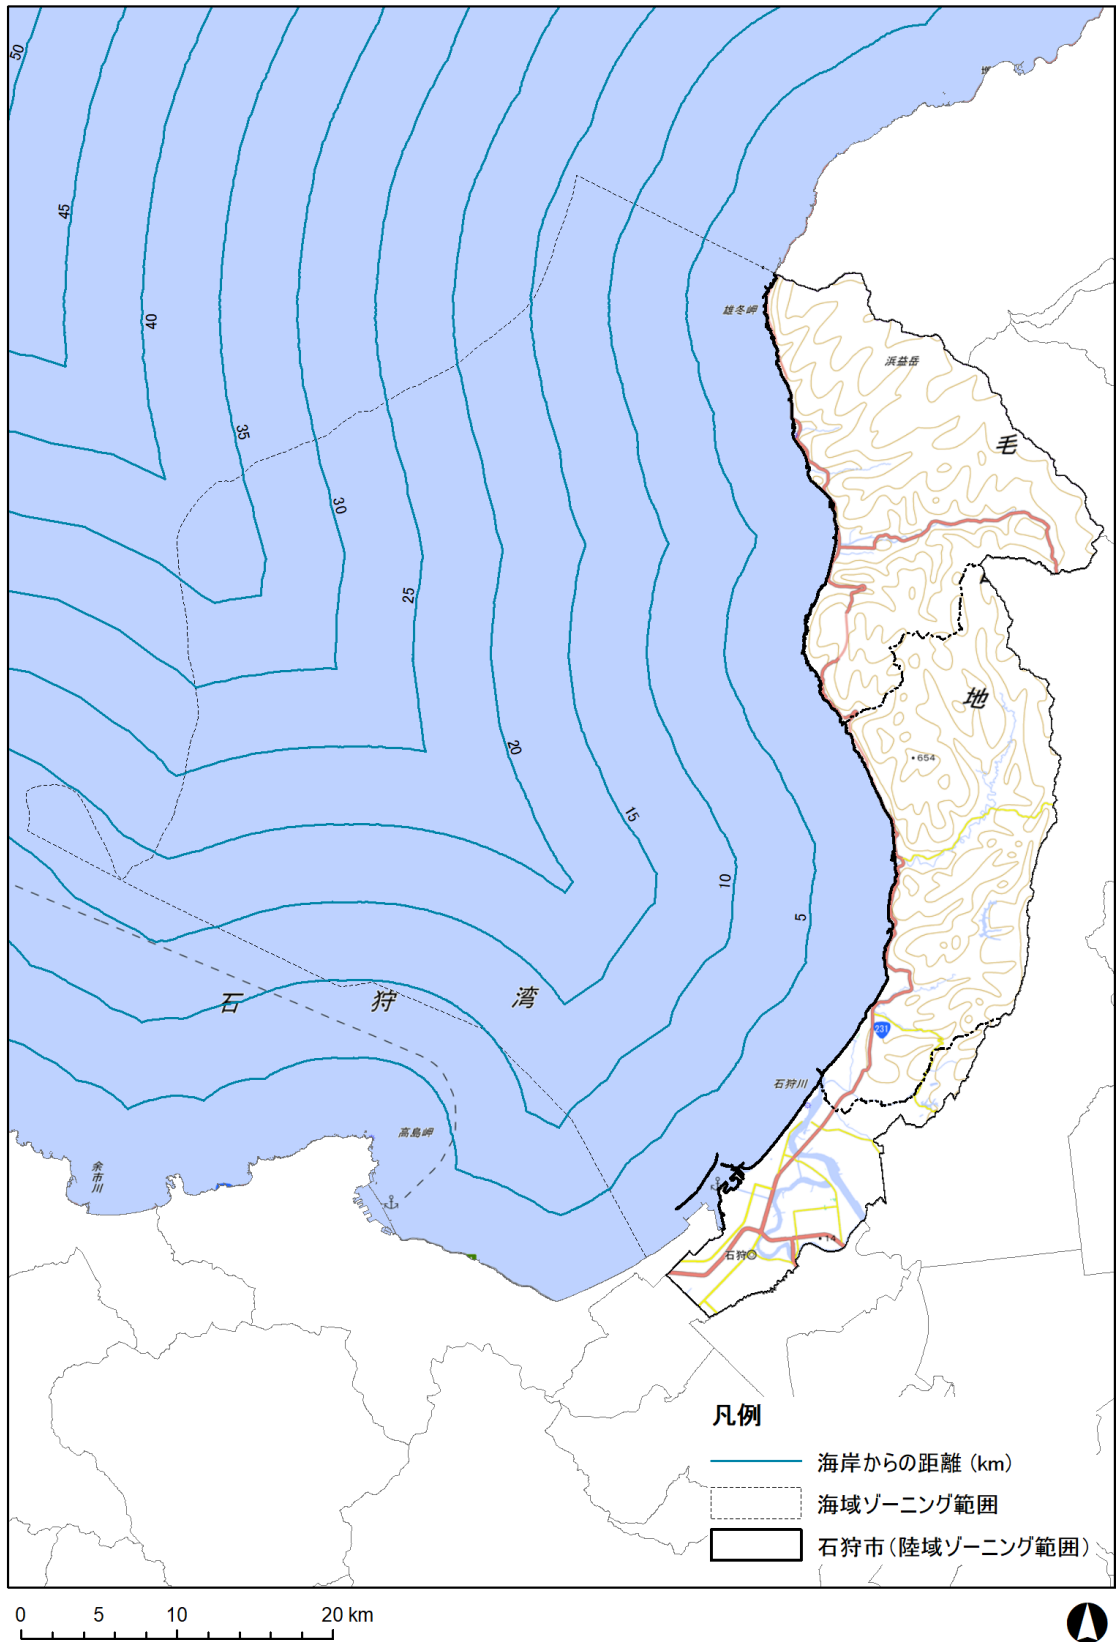 50
45
40
35
30
25
20
15
10
5
雄冬岬
浜益岳
毛
地
654
石狩湾
231
石狩川
高島岬
余市川
石狩
14
凡例
海岸からの距離 (km)
海域ゾーニング範囲
石狩市(陸域ゾーニング範囲)
0 5 10 20 km